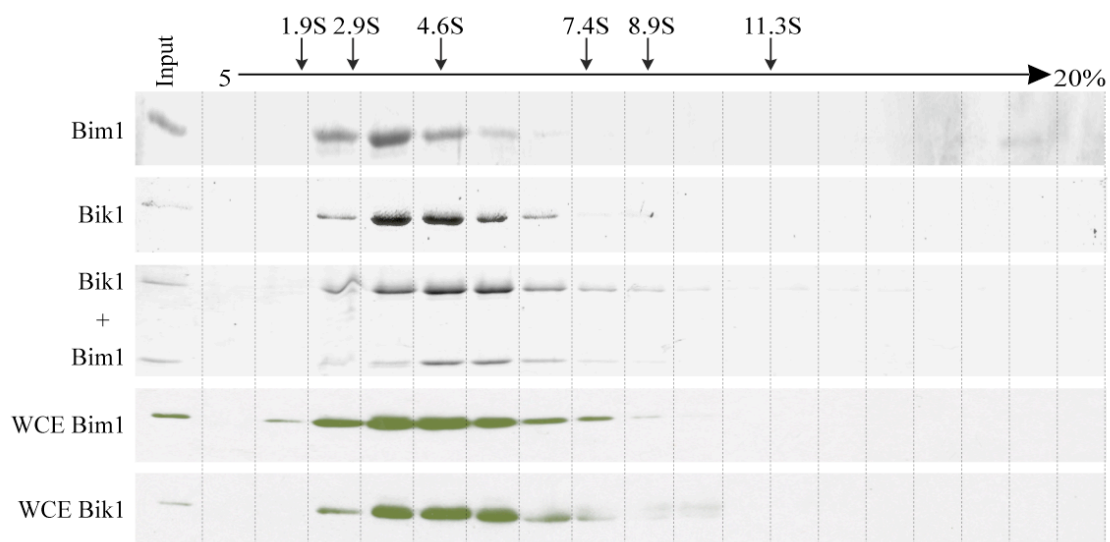 1.9S 2.9S 4.6S 7.4S 8.9S 11.3S
Input
5 20%
Bim1
Bik1
Bik1
+
Bim1
WCE Bim1
WCE Bik1